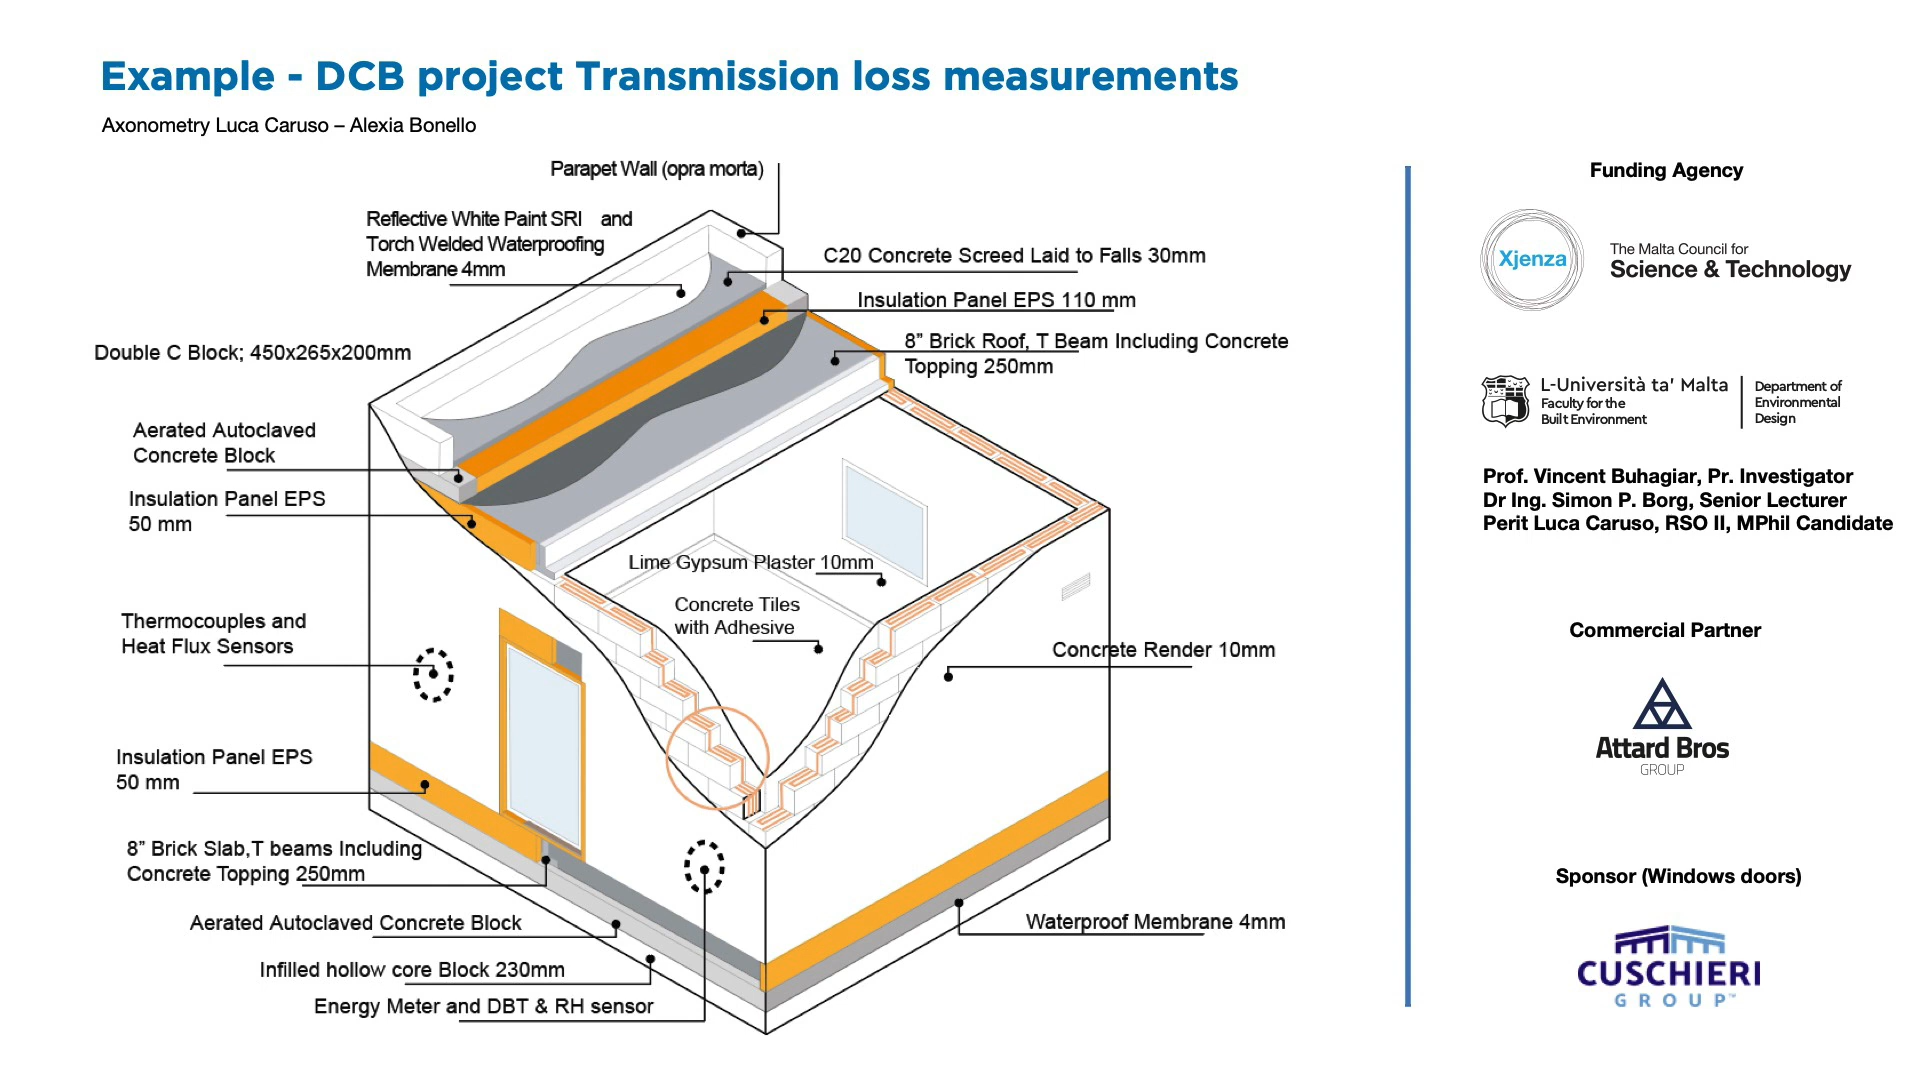 Example - DCB project Transmission loss measurements
Axonometry Luca Caruso – Alexia Bonello
Parapet Wall (opra morta)
Reflective White Paint SRI and
Torch Welded Waterproofing
Membrane 4mm
C20 Concrete Screed Laid to Falls 30mm
Insulation Panel EPS 110 mm
8” Brick Roof, T Beam Including Concrete
Topping 250mm
Double C Block; 450x265x200mm
Aerated Autoclaved
Concrete Block
Insulation Panel EPS
50 mm
Lime Gypsum Plaster 10mm
Concrete Tiles
with Adhesive
Thermocouples and
Heat Flux Sensors
Concrete Render 10mm
Insulation Panel EPS
50 mm
8” Brick Slab,T beams Including
Concrete Topping 250mm
Aerated Autoclaved Concrete Block
Waterproof Membrane 4mm
Infilled hollow core Block 230mm
Energy Meter and DBT & RH sensor
Funding Agency
Xjenza
The Malta Council for
Science & Technology
L-Università ta' Malta
Faculty for the
Built Environment
Department of
Environmental
Design
Prof. Vincent Buhagiar, Pr. Investigator
Dr Ing. Simon P. Borg, Senior Lecturer
Perit Luca Caruso, RSO II, MPhil Candidate
Commercial Partner
Attard Bros
GROUP
Sponsor (Windows doors)
CUSCHIERI
GROUP™